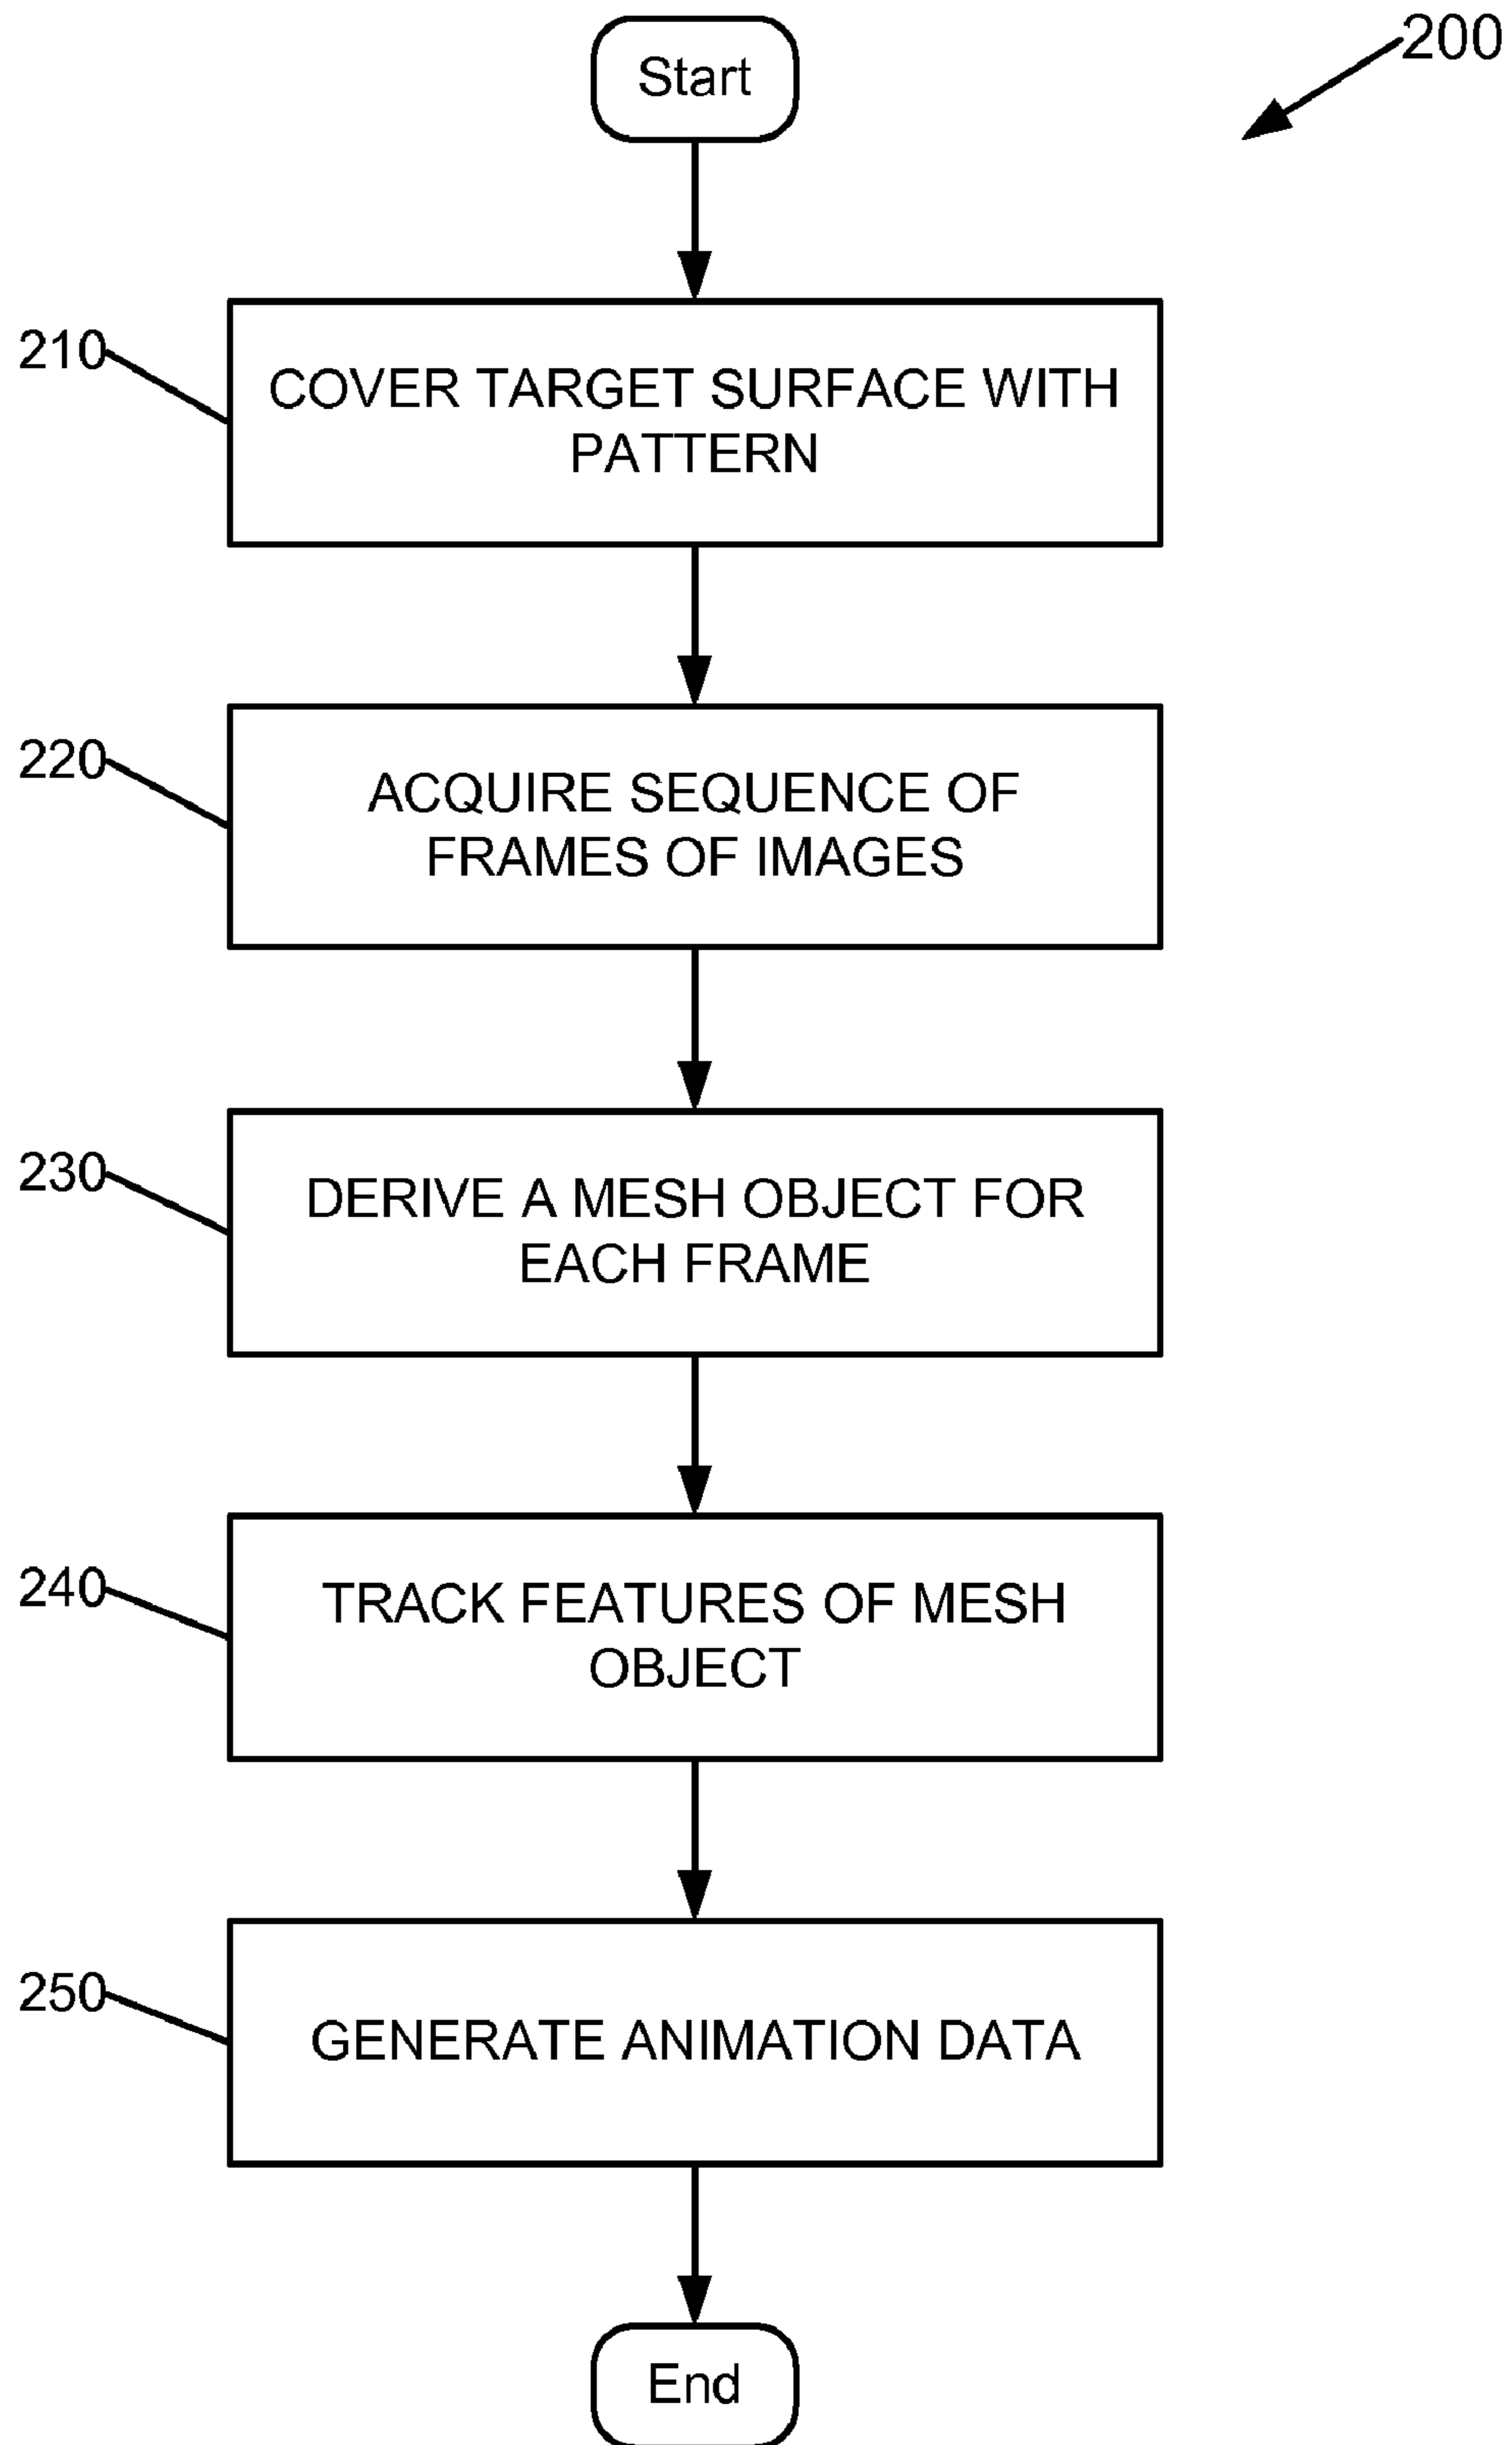 Start
200
210
COVER TARGET SURFACE WITH
PATTERN
220
ACQUIRE SEQUENCE OF
FRAMES OF IMAGES
230
DERIVE A MESH OBJECT FOR
EACH FRAME
240
TRACK FEATURES OF MESH
OBJECT
250
GENERATE ANIMATION DATA
End